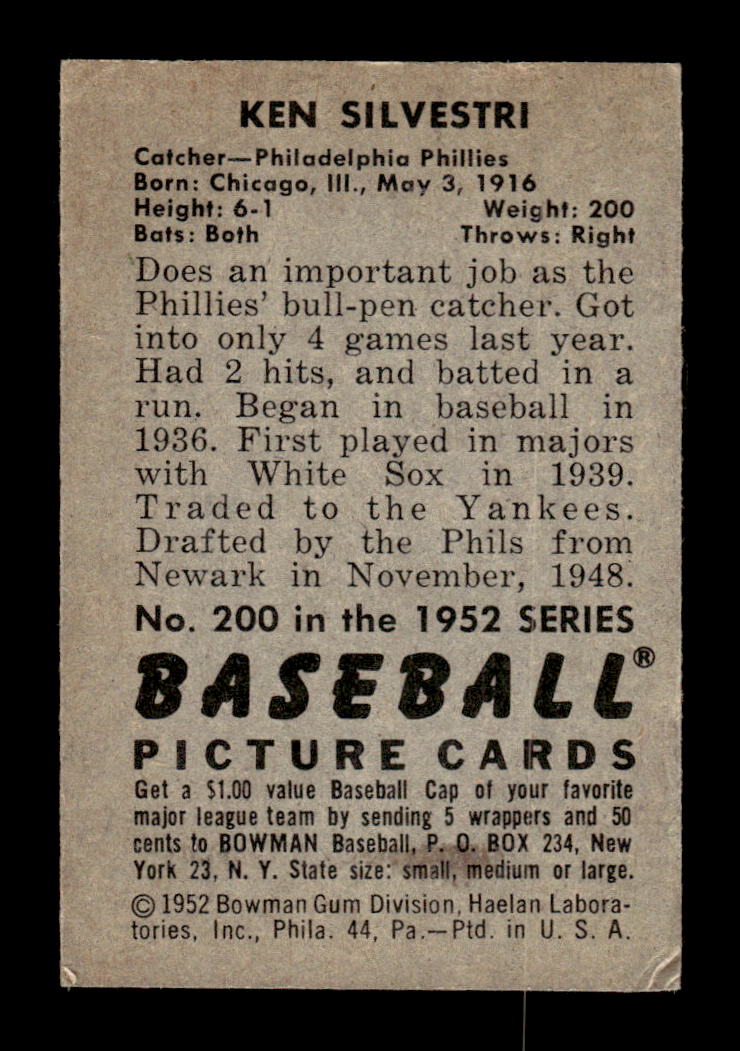 KEN SILVESTRI
Catcher—Philadelphia Phillies
Born: Chicago, Ill., May 3, 1916
Height: 6-1 Weight: 200
Bats: Both Throws: Right
Does an important job as the
Phillies' bull-pen catcher. Got
into only 4 games last year.
Had 2 hits, and batted in a
run. Began in baseball in
1936. First played in majors
with White Sox in 1939.
Traded to the Yankees.
Drafted by the Phils from
Newark in November, 1948.
No. 200 in the 1952 SERIES
BASEBALL®
PICTURE CARDS
Get a $1.00 value Baseball Cap of your favorite
major league team by sending 5 wrappers and 50
cents to BOWMAN Baseball, P. O. BOX 234, New
York 23, N. Y. State size: small, medium or large.
© 1952 Bowman Gum Division, Haelan Labora-
tories, Inc., Phila. 44, Pa.—Ptd. in U. S. A.